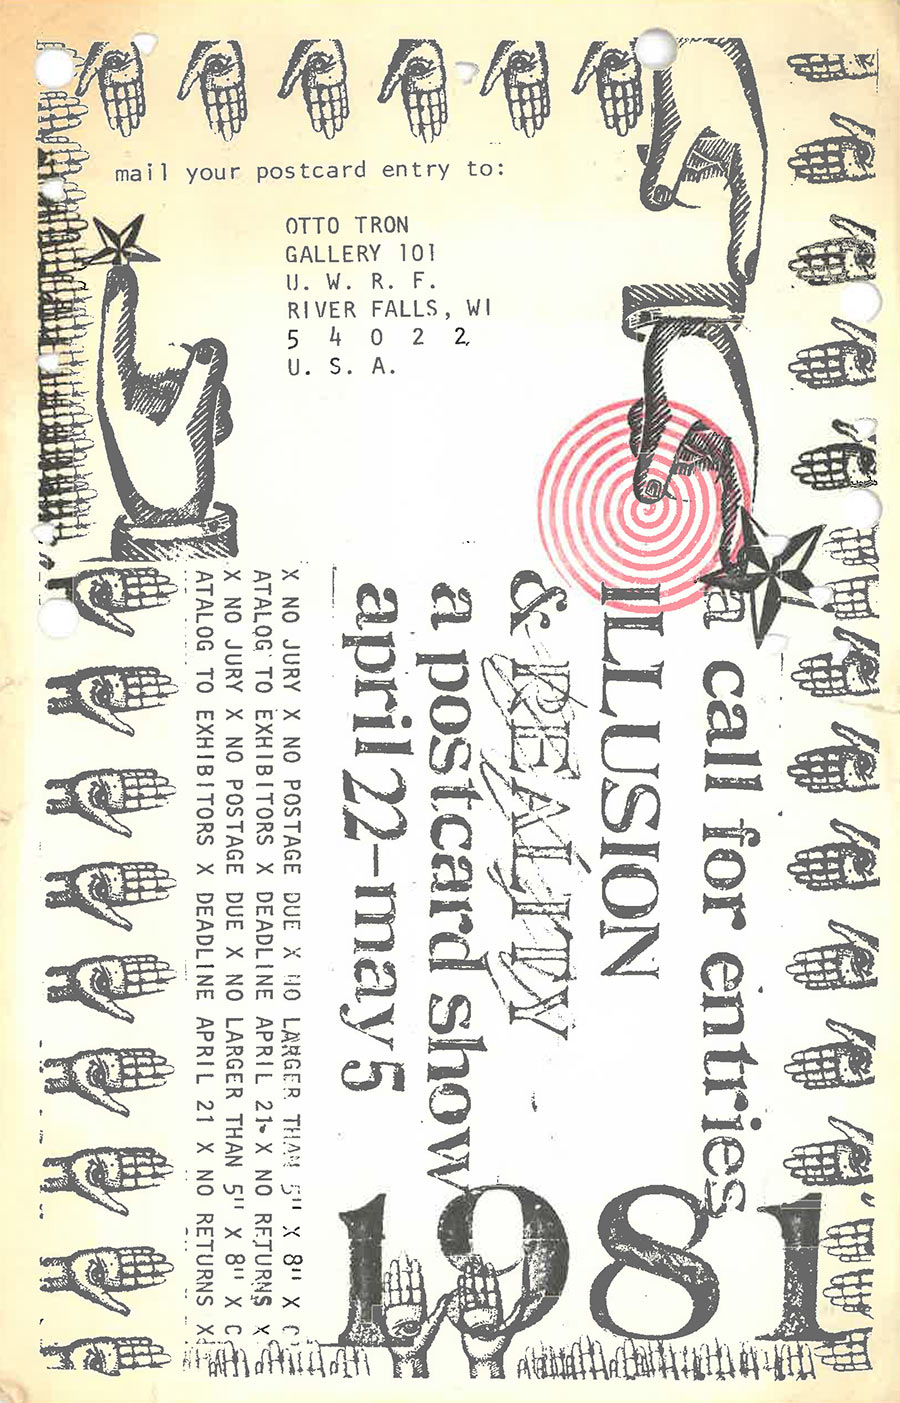 mail your postcard entry to:
OTTO TRON
GALLERY 101
U. W. R. F.
RIVER FALLS, WI
5 4 0 2 2
U. S. A.
a call for entries
ILLUSION
& REALITY
a postcard show
april 22–may 5
X NO JURY X NO POSTAGE DUE X NO LARGER THAN 5" X 8" X C
ATALOG TO EXHIBITORS X DEADLINE APRIL 21 X NO RETURNS X
X NO JURY X NO POSTAGE DUE X NO LARGER THAN 5" X 8" X C
ATALOG TO EXHIBITORS X DEADLINE APRIL 21 X NO RETURNS X
1981